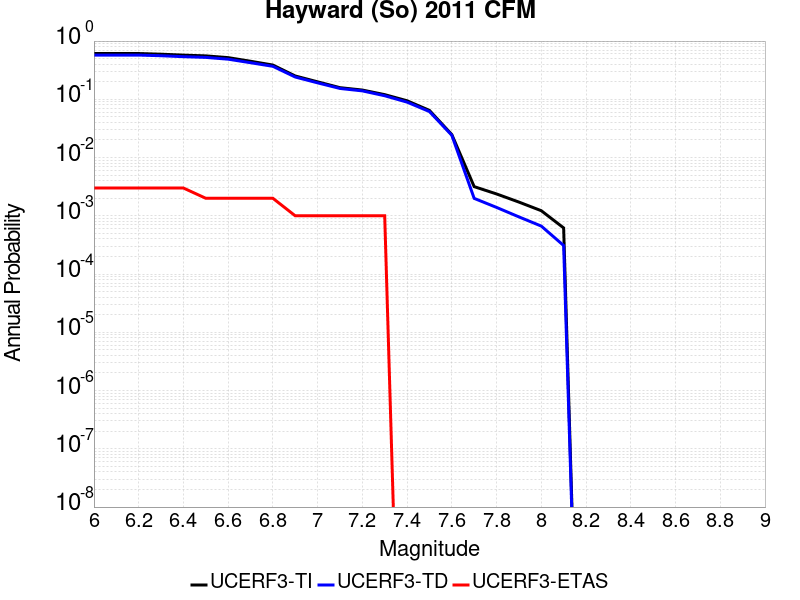 Hayward (So) 2011 CFM
Annual Probability
10^0
10^-1
10^-2
10^-3
10^-4
10^-5
10^-6
10^-7
10^-8
6 6.2 6.4 6.6 6.8 7 7.2 7.4 7.6 7.8 8 8.2 8.4 8.6 8.8 9
Magnitude
UCERF3-TI UCERF3-TD UCERF3-ETAS